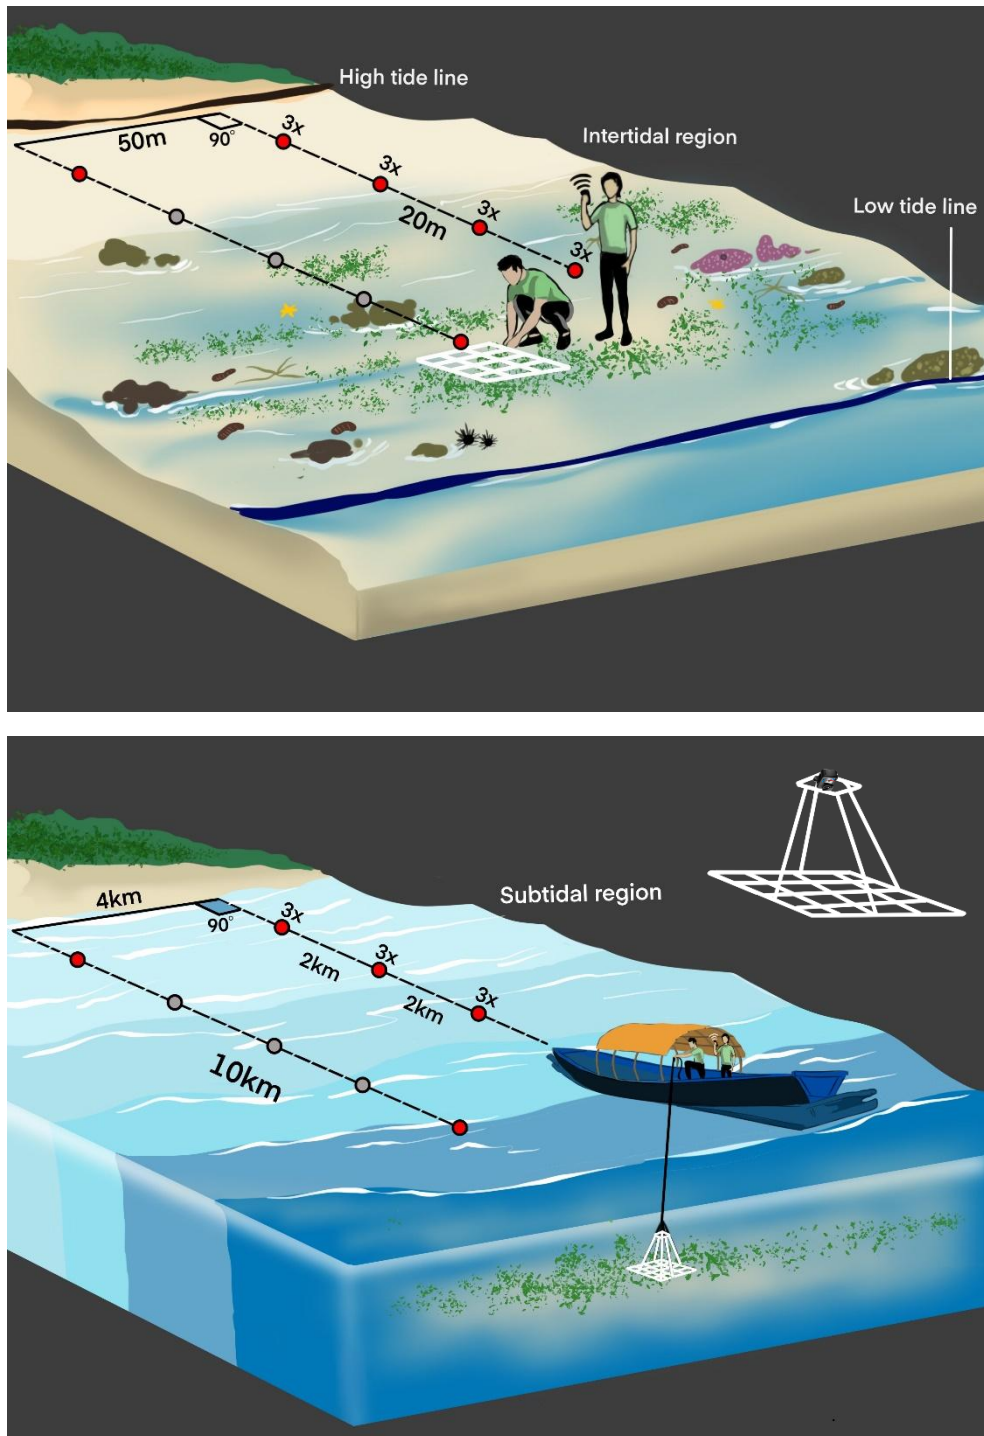 High tide line
50m
90°
3x
Intertidal region
3x
20m
3x
Low tide line
3x
4km
90°
3x
Subtidal region
2km
3x
2km
3x
10km